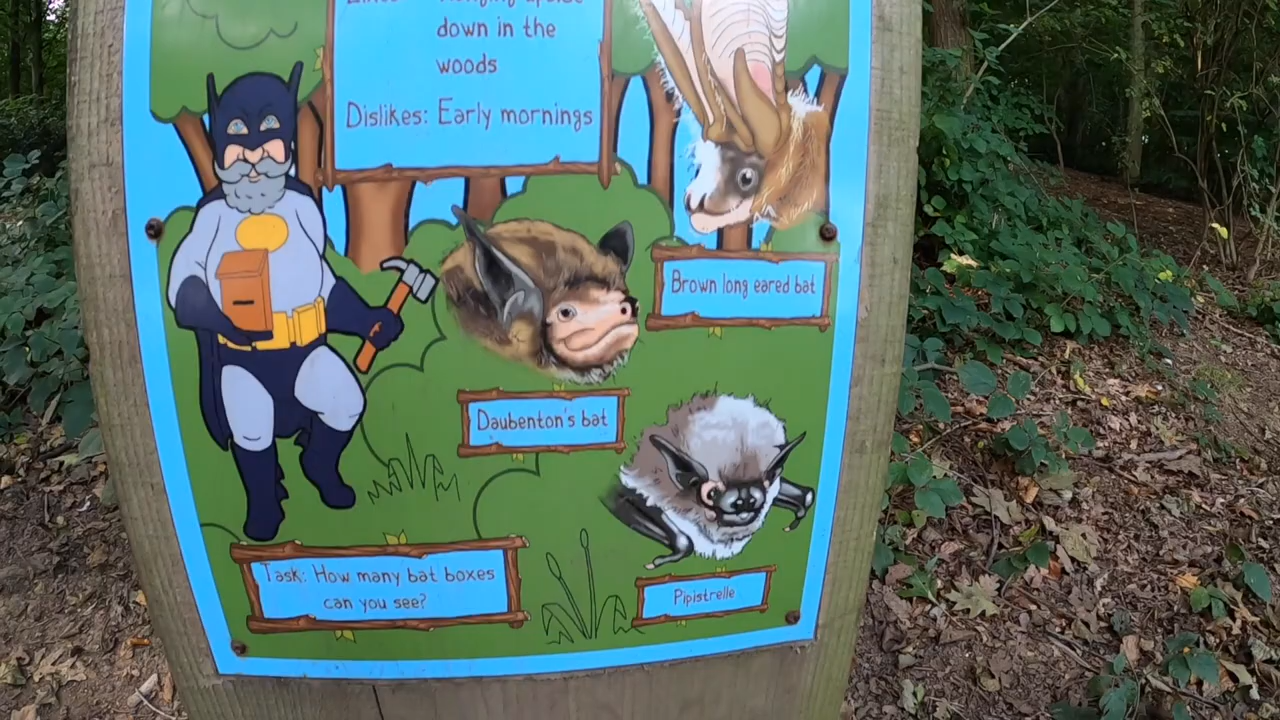 down in the
woods
Dislikes: Early mornings
Brown long eared bat
Daubenton's bat
Task: How many bat boxes
can you see?
Pipistrelle